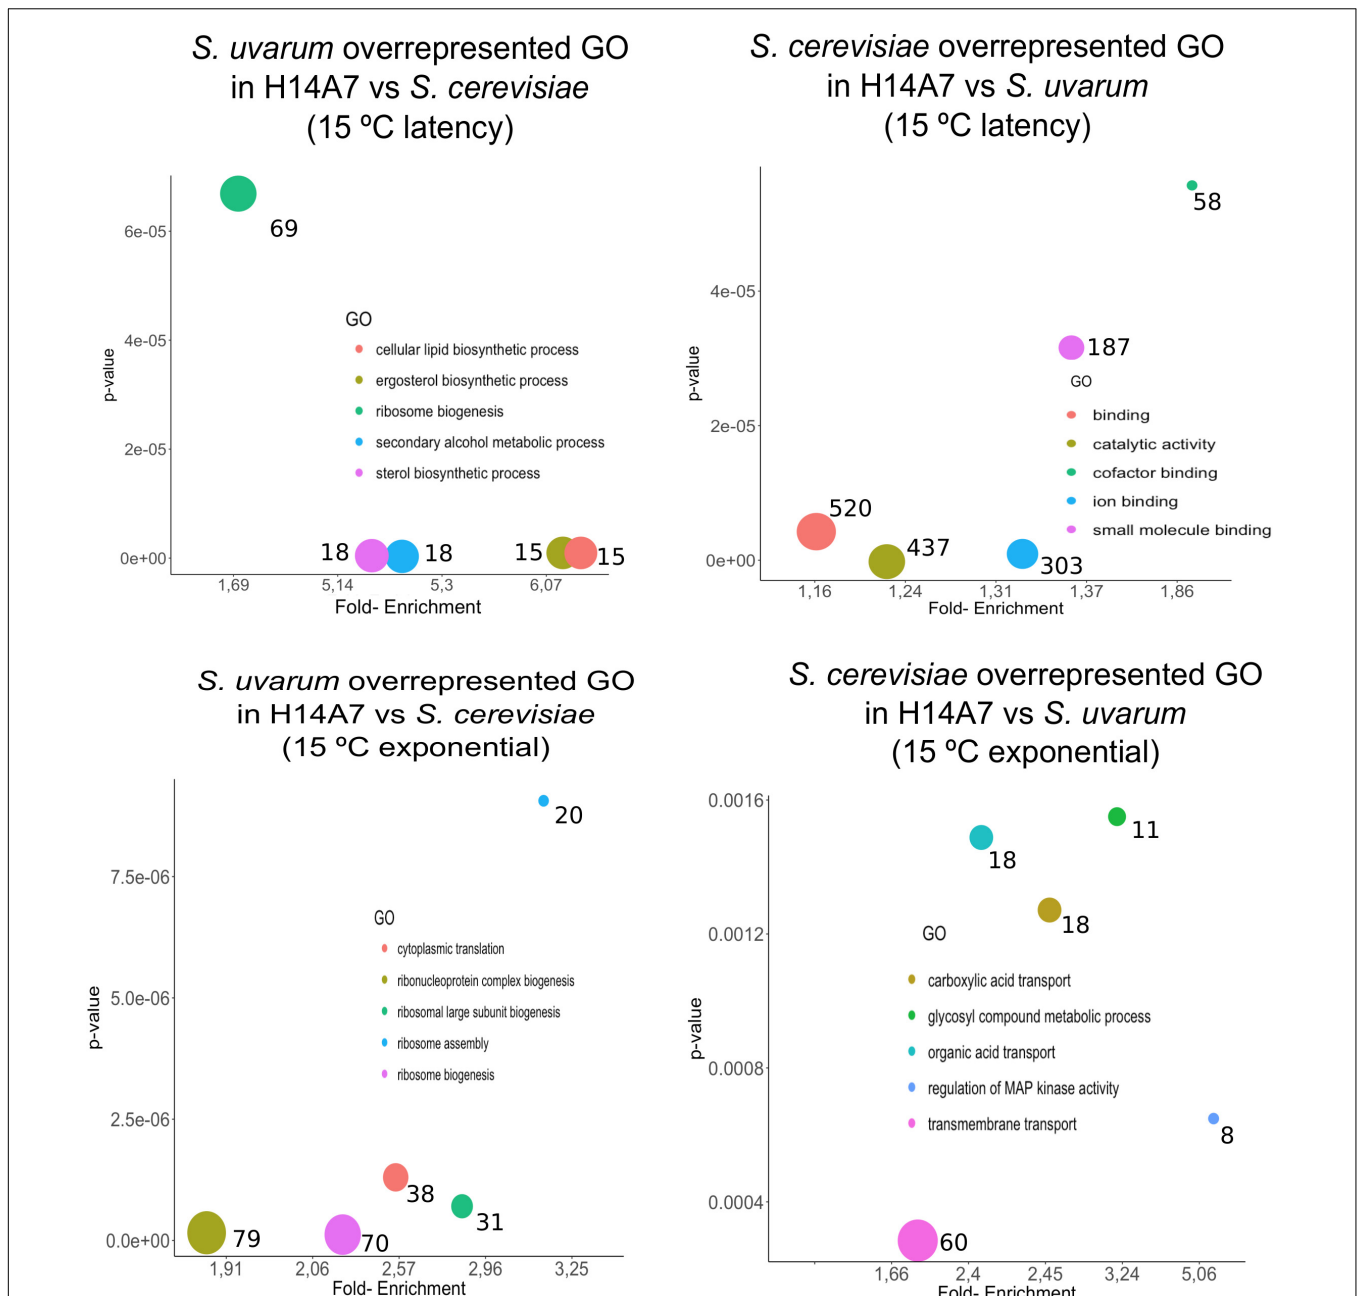 S. uvarum overrepresented GO
in H14A7 vs S. cerevisiae
(15 ºC latency)
6e-05
4e-05
2e-05
0e+00
p-value
69
GO
cellular lipid biosynthetic process
ergosterol biosynthetic process
ribosome biogenesis
secondary alcohol metabolic process
sterol biosynthetic process
18
18
15
15
1,69
5,14
5,3
6,07
Fold- Enrichment
S. cerevisiae overrepresented GO
in H14A7 vs S. uvarum
(15 ºC latency)
4e-05
2e-05
0e+00
p-value
58
187
GO
binding
catalytic activity
cofactor binding
ion binding
small molecule binding
520
437
303
1,16
1,24
1,31
1,37
1,86
Fold- Enrichment
S. uvarum overrepresented GO
in H14A7 vs S. cerevisiae
(15 ºC exponential)
7.5e-06
5.0e-06
2.5e-06
0.0e+00
p-value
20
GO
cytoplasmic translation
ribonucleoprotein complex biogenesis
ribosomal large subunit biogenesis
ribosome assembly
ribosome biogenesis
38
31
79
70
1,91
2,06
2,57
2,96
3,25
Fold- Enrichment
S. cerevisiae overrepresented GO
in H14A7 vs S. uvarum
(15 ºC exponential)
0.0016
0.0012
0.0008
0.0004
p-value
11
18
18
GO
carboxylic acid transport
glycosyl compound metabolic process
organic acid transport
regulation of MAP kinase activity
transmembrane transport
8
60
1,66
2,4
2,45
3,24
5,06
Fold- Enrichment